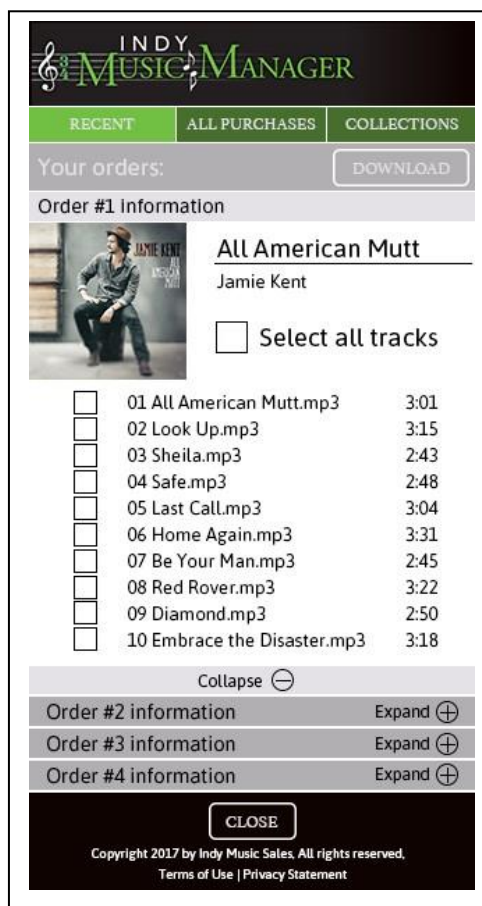 INDY
3/4 MUSIC MANAGER
RECENT ALL PURCHASES COLLECTIONS
Your orders: DOWNLOAD
Order #1 information
JAMIE KENT
ALL
AMERICAN
MUTT
All American Mutt
Jamie Kent
Select all tracks
01 All American Mutt.mp3 3:01
02 Look Up.mp3 3:15
03 Sheila.mp3 2:43
04 Safe.mp3 2:48
05 Last Call.mp3 3:04
06 Home Again.mp3 3:31
07 Be Your Man.mp3 2:45
08 Red Rover.mp3 3:22
09 Diamond.mp3 2:50
10 Embrace the Disaster.mp3 3:18
Collapse
Order #2 information Expand
Order #3 information Expand
Order #4 information Expand
CLOSE
Copyright 2017 by Indy Music Sales, All rights reserved,
Terms of Use | Privacy Statement